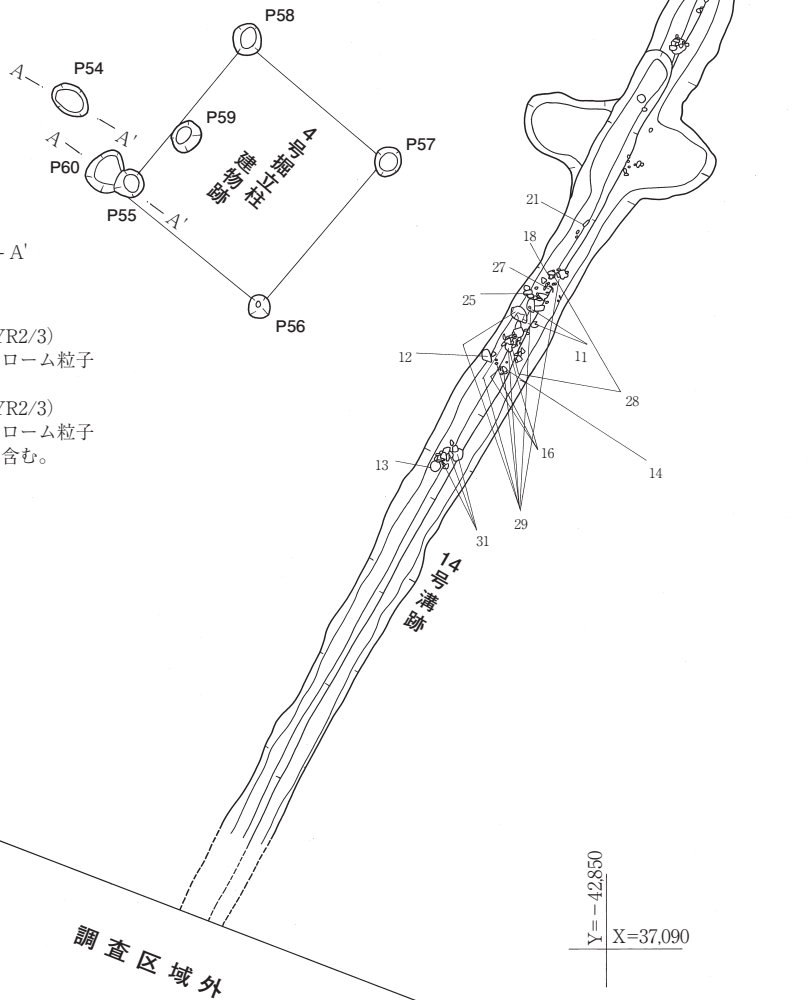 P58
A
P54
P59
A
A'
P57
P60
4号掘立柱
建物跡
P55
A'
A'
P56
YR2/3)
ローム粒子
YR2/3)
ローム粒子
含む。
21
18
27
25
11
12
28
16
14
13
29
31
14号溝跡
調査区域外
Y=−42,850
X=37,090